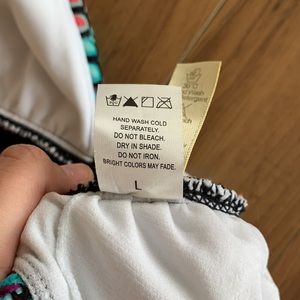 HAND WASH COLD
SEPARATELY.
DO NOT BLEACH.
DRY IN SHADE.
DO NOT IRON.
BRIGHT COLORS MAY FADE.
L